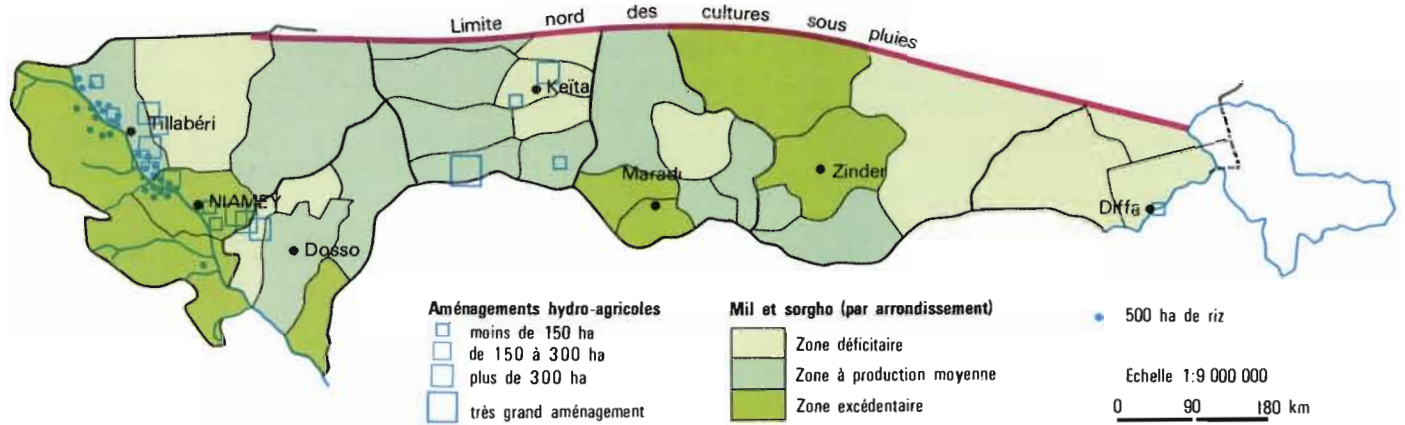 Limite nord des cultures sous pluies
Keïta
Tillabéri
Maradi
Zinder
NIAMEY
Diffa
Dosso
Aménagements hydro-agricoles
moins de 150 ha
de 150 à 300 ha
plus de 300 ha
très grand aménagement
Mil et sorgho (par arrondissement)
Zone déficitaire
Zone à production moyenne
Zone excédentaire
500 ha de riz
Echelle 1:9 000 000
0 90 180 km